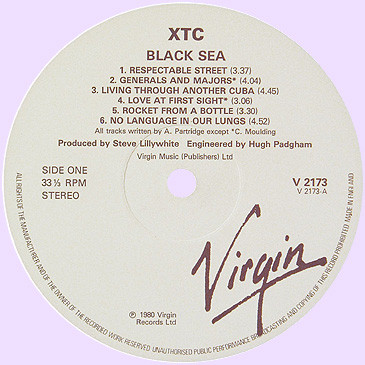 XTC
BLACK SEA
1. RESPECTABLE STREET (3.37)
2. GENERALS AND MAJORS* (4.04)
3. LIVING THROUGH ANOTHER CUBA (4.45)
4. LOVE AT FIRST SIGHT* (3.06)
5. ROCKET FROM A BOTTLE (3.30)
6. NO LANGUAGE IN OUR LUNGS (4.52)
All tracks written by A. Partridge except *C. Moulding
Produced by Steve Lillywhite Engineered by Hugh Padgham
Virgin Music (Publishers) Ltd
SIDE ONE
33⅓ RPM
STEREO
V 2173
V 2173-A
Virgin
℗ 1980 Virgin
Records Ltd
ALL RIGHTS OF THE MANUFACTURER AND OF THE OWNER OF THE RECORDED WORK RESERVED UNAUTHORISED PUBLIC PERFORMANCE BROADCASTING AND COPYING OF THIS RECORD PROHIBITED MADE IN ENGLAND